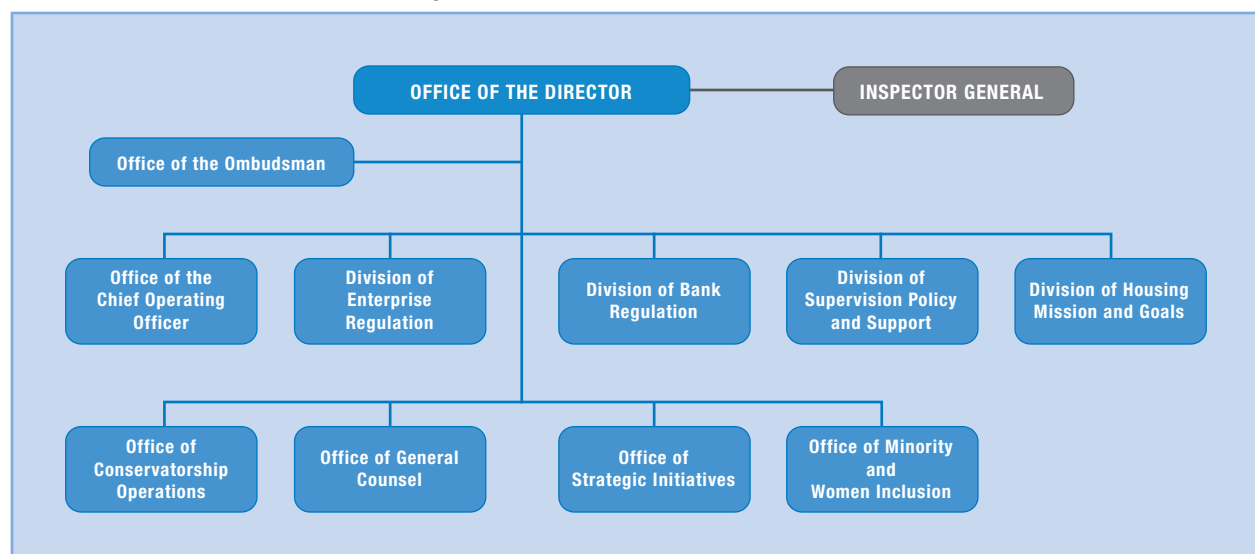 OFFICE OF THE DIRECTOR
INSPECTOR GENERAL
Office of the Ombudsman
Office of the
Chief Operating
Officer
Division of
Enterprise
Regulation
Division of Bank
Regulation
Division of
Supervision Policy
and Support
Division of Housing
Mission and Goals
Office of
Conservatorship
Operations
Office of General
Counsel
Office of
Strategic Initiatives
Office of Minority
and
Women Inclusion